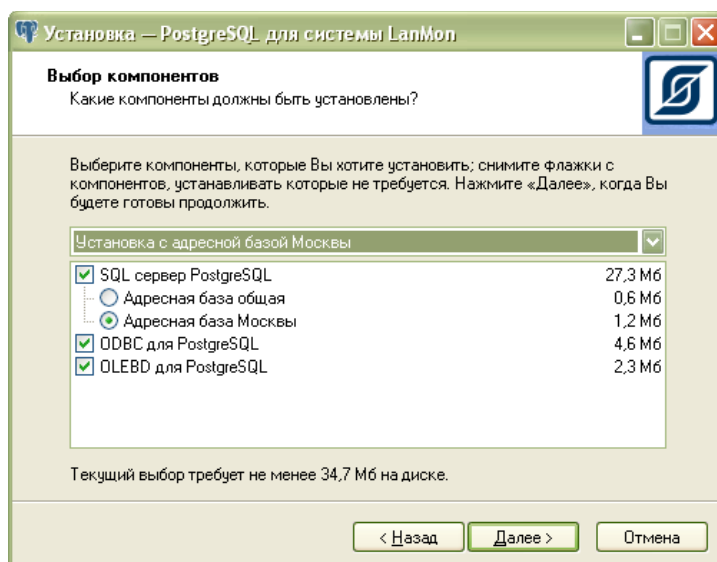 Установка — PostgreSQL для системы LanMon
Выбор компонентов
Какие компоненты должны быть установлены?
Выберите компоненты, которые Вы хотите установить; снимите флажки с
компонентов, устанавливать которые не требуется. Нажмите «Далее», когда Вы
будете готовы продолжить.
Установка с адресной базой Москвы
SQL сервер PostgreSQL 27,3 Мб
Адресная база общая 0,6 Мб
Адресная база Москвы 1,2 Мб
ODBC для PostgreSQL 4,6 Мб
OLEBD для PostgreSQL 2,3 Мб
Текущий выбор требует не менее 34,7 Мб на диске.
< Назад Далее > Отмена